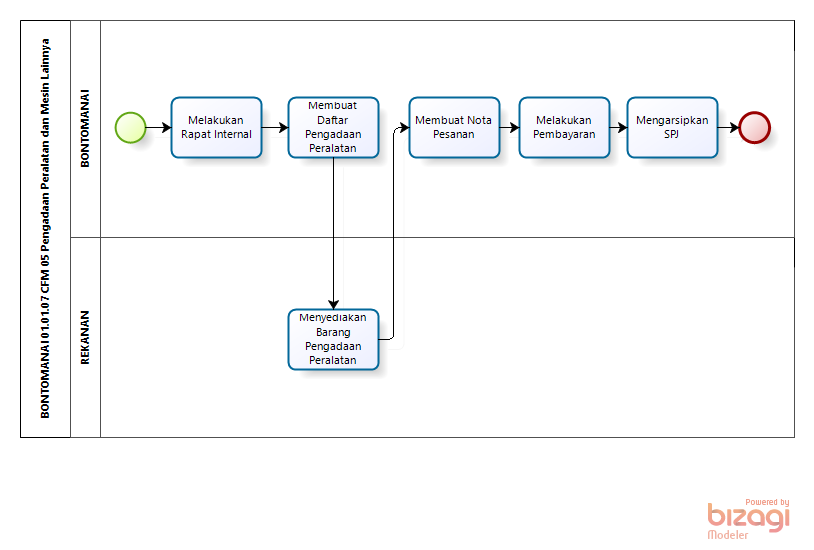 BONTOMANAI 01.01.07 CFM 05 Pengadaan Peralatan dan Mesin Lainnya
BONTOMANAI
Melakukan
Rapat Internal
Membuat
Daftar
Pengadaan
Peralatan
Membuat Nota
Pesanan
Melakukan
Pembayaran
Mengarsipkan
SPJ
REKANAN
Menyediakan
Barang
Pengadaan
Peralatan
Powered by
bizagi
Modeler